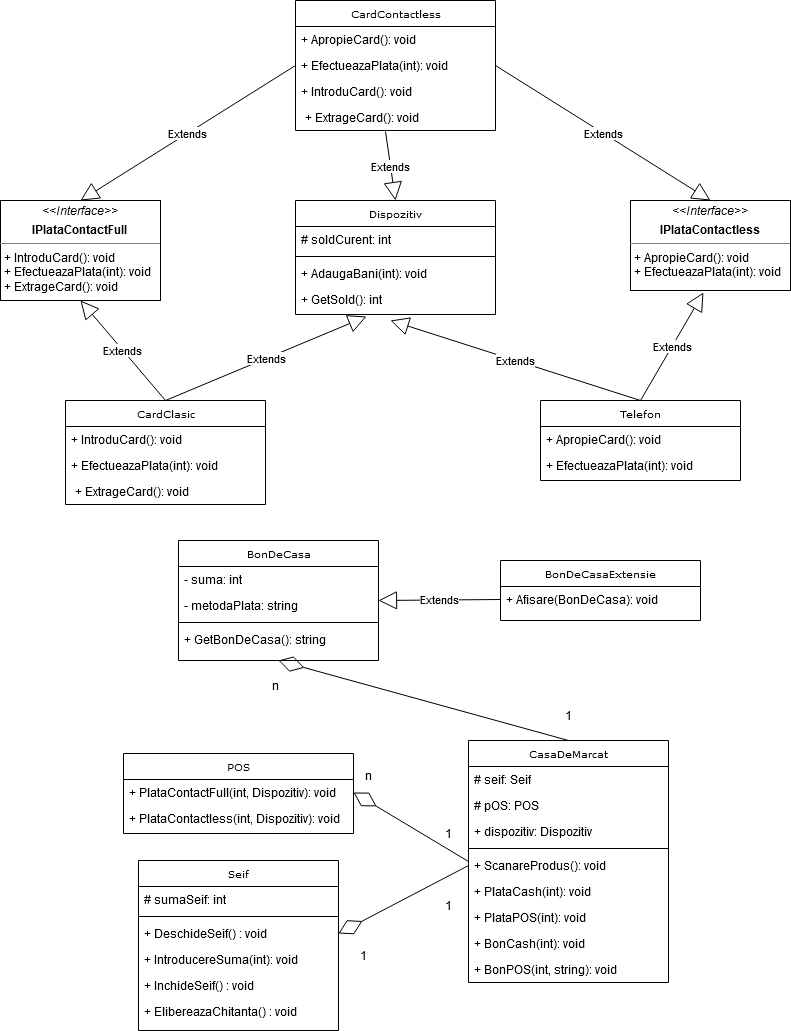 CardContactless
+ ApropieCard(): void
+ EfectueazaPlata(int): void
+ IntroduCard(): void
+ ExtrageCard(): void
Extends
Extends
Extends
<<Interface>>
IPlataContactFull
+ IntroduCard(): void
+ EfectueazaPlata(int): void
+ ExtrageCard(): void
Dispozitiv
# soldCurent: int
+ AdaugaBani(int): void
+ GetSold(): int
<<Interface>>
IPlataContactless
+ ApropieCard(): void
+ EfectueazaPlata(int): void
Extends
Extends
Extends
Extends
CardClasic
+ IntroduCard(): void
+ EfectueazaPlata(int): void
+ ExtrageCard(): void
Telefon
+ ApropieCard(): void
+ EfectueazaPlata(int): void
BonDeCasa
- suma: int
- metodaPlata: string
+ GetBonDeCasa(): string
Extends
BonDeCasaExtensie
+ Afisare(BonDeCasa): void
n
1
POS
+ PlataContactFull(int, Dispozitiv): void
+ PlataContactless(int, Dispozitiv): void
n
1
CasaDeMarcat
# seif: Seif
# pOS: POS
+ dispozitiv: Dispozitiv
+ ScanareProdus(): void
+ PlataCash(int): void
+ PlataPOS(int): void
+ BonCash(int): void
+ BonPOS(int, string): void
Seif
# sumaSeif: int
+ DeschideSeif() : void
+ IntroducereSuma(int): void
+ InchideSeif(): void
+ ElibereazaChitanta() : void
1
1